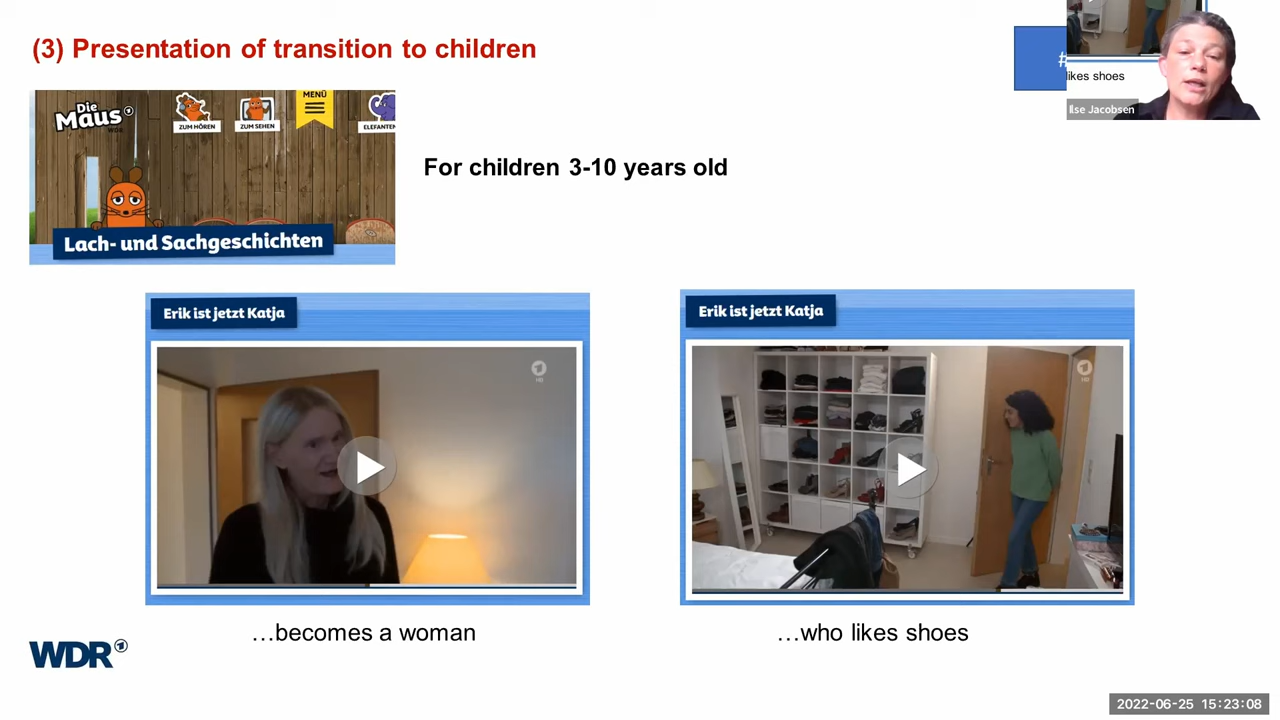 (3) Presentation of transition to children
#
likes shoes
Ilse Jacobsen
Die
Maus
WDR
ZUM HÖREN
ZUM SEHEN
MENÜ
ELEFANTEN
Lach- und Sachgeschichten
For children 3-10 years old
Erik ist jetzt Katja
HD
…becomes a woman
Erik ist jetzt Katja
HD
…who likes shoes
WDR
2022-06-25 15:23:08